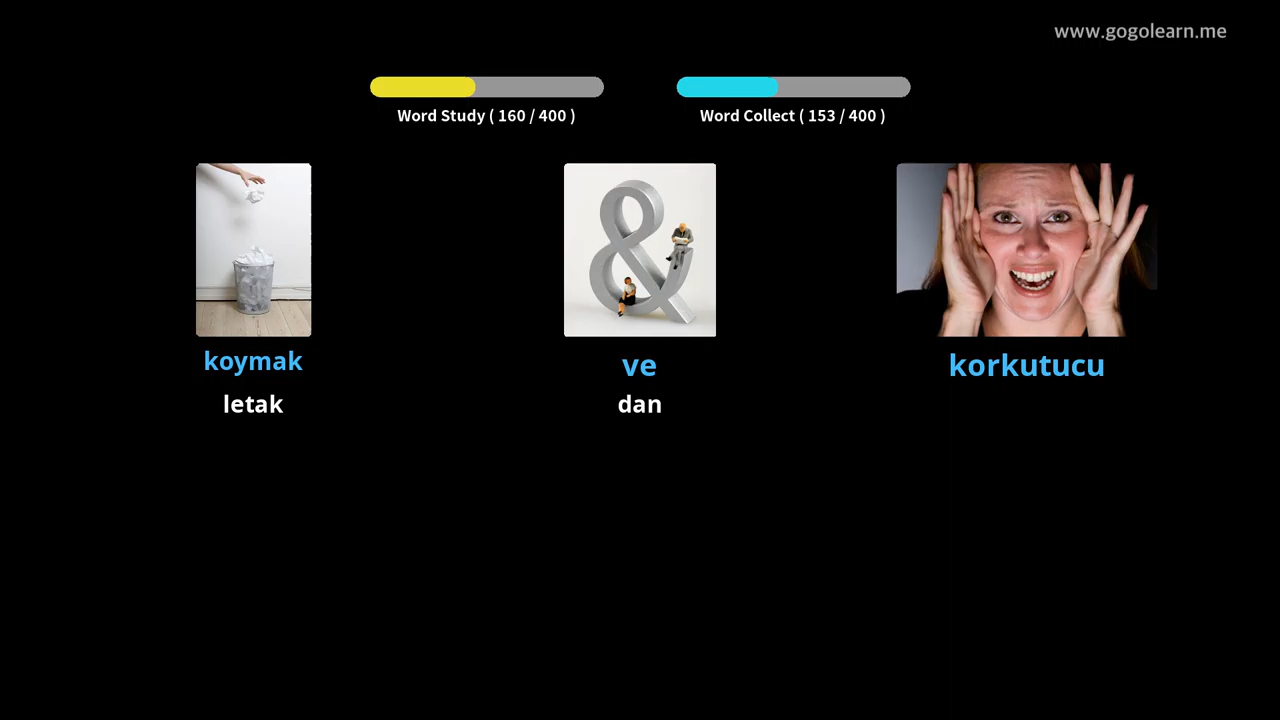 www.gogolearn.me
Word Study ( 160 / 400 )
Word Collect ( 153 / 400 )
koymak
ve
korkutucu
letak
dan